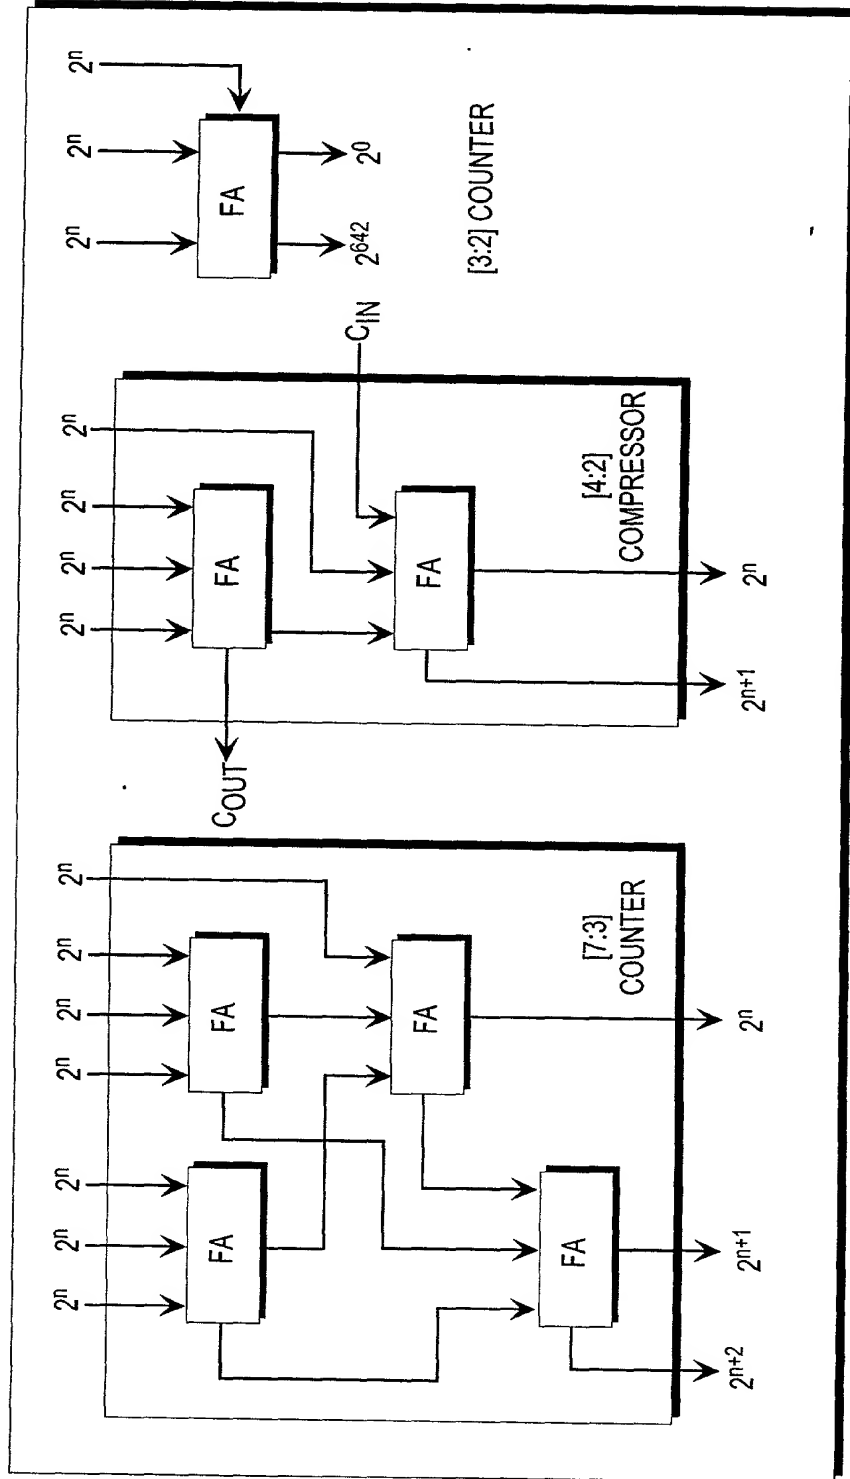 2ⁿ 2ⁿ 2ⁿ 2ⁿ 2ⁿ 2ⁿ 2ⁿ
FA FA
FA
FA
[7:3]
COUNTER
2ⁿ⁺² 2ⁿ⁺¹ 2ⁿ
2ⁿ 2ⁿ 2ⁿ 2ⁿ
C_OUT
FA
C_IN
FA
[4:2]
COMPRESSOR
2ⁿ⁺¹ 2ⁿ
2ⁿ 2ⁿ 2ⁿ
FA
2⁶⁴² 2⁰
[3:2] COUNTER